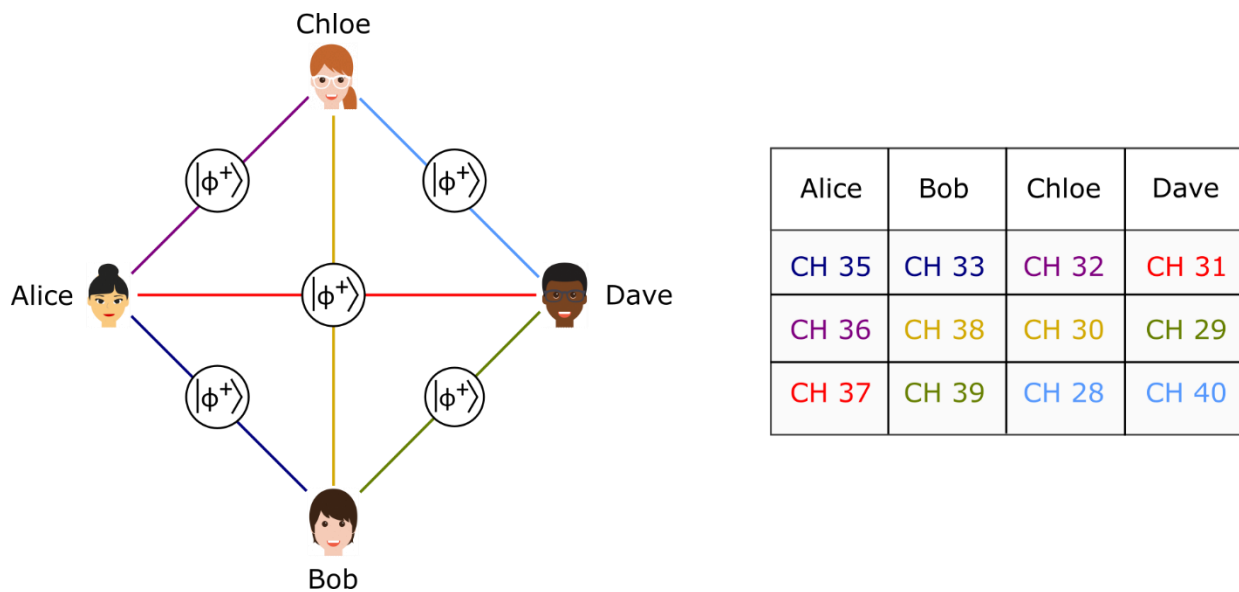 Chloe
|ϕ⁺⟩
|ϕ⁺⟩
Alice
|ϕ⁺⟩
Dave
|ϕ⁺⟩
|ϕ⁺⟩
Bob
Alice Bob Chloe Dave
CH 35 CH 33 CH 32 CH 31
CH 36 CH 38 CH 30 CH 29
CH 37 CH 39 CH 28 CH 40